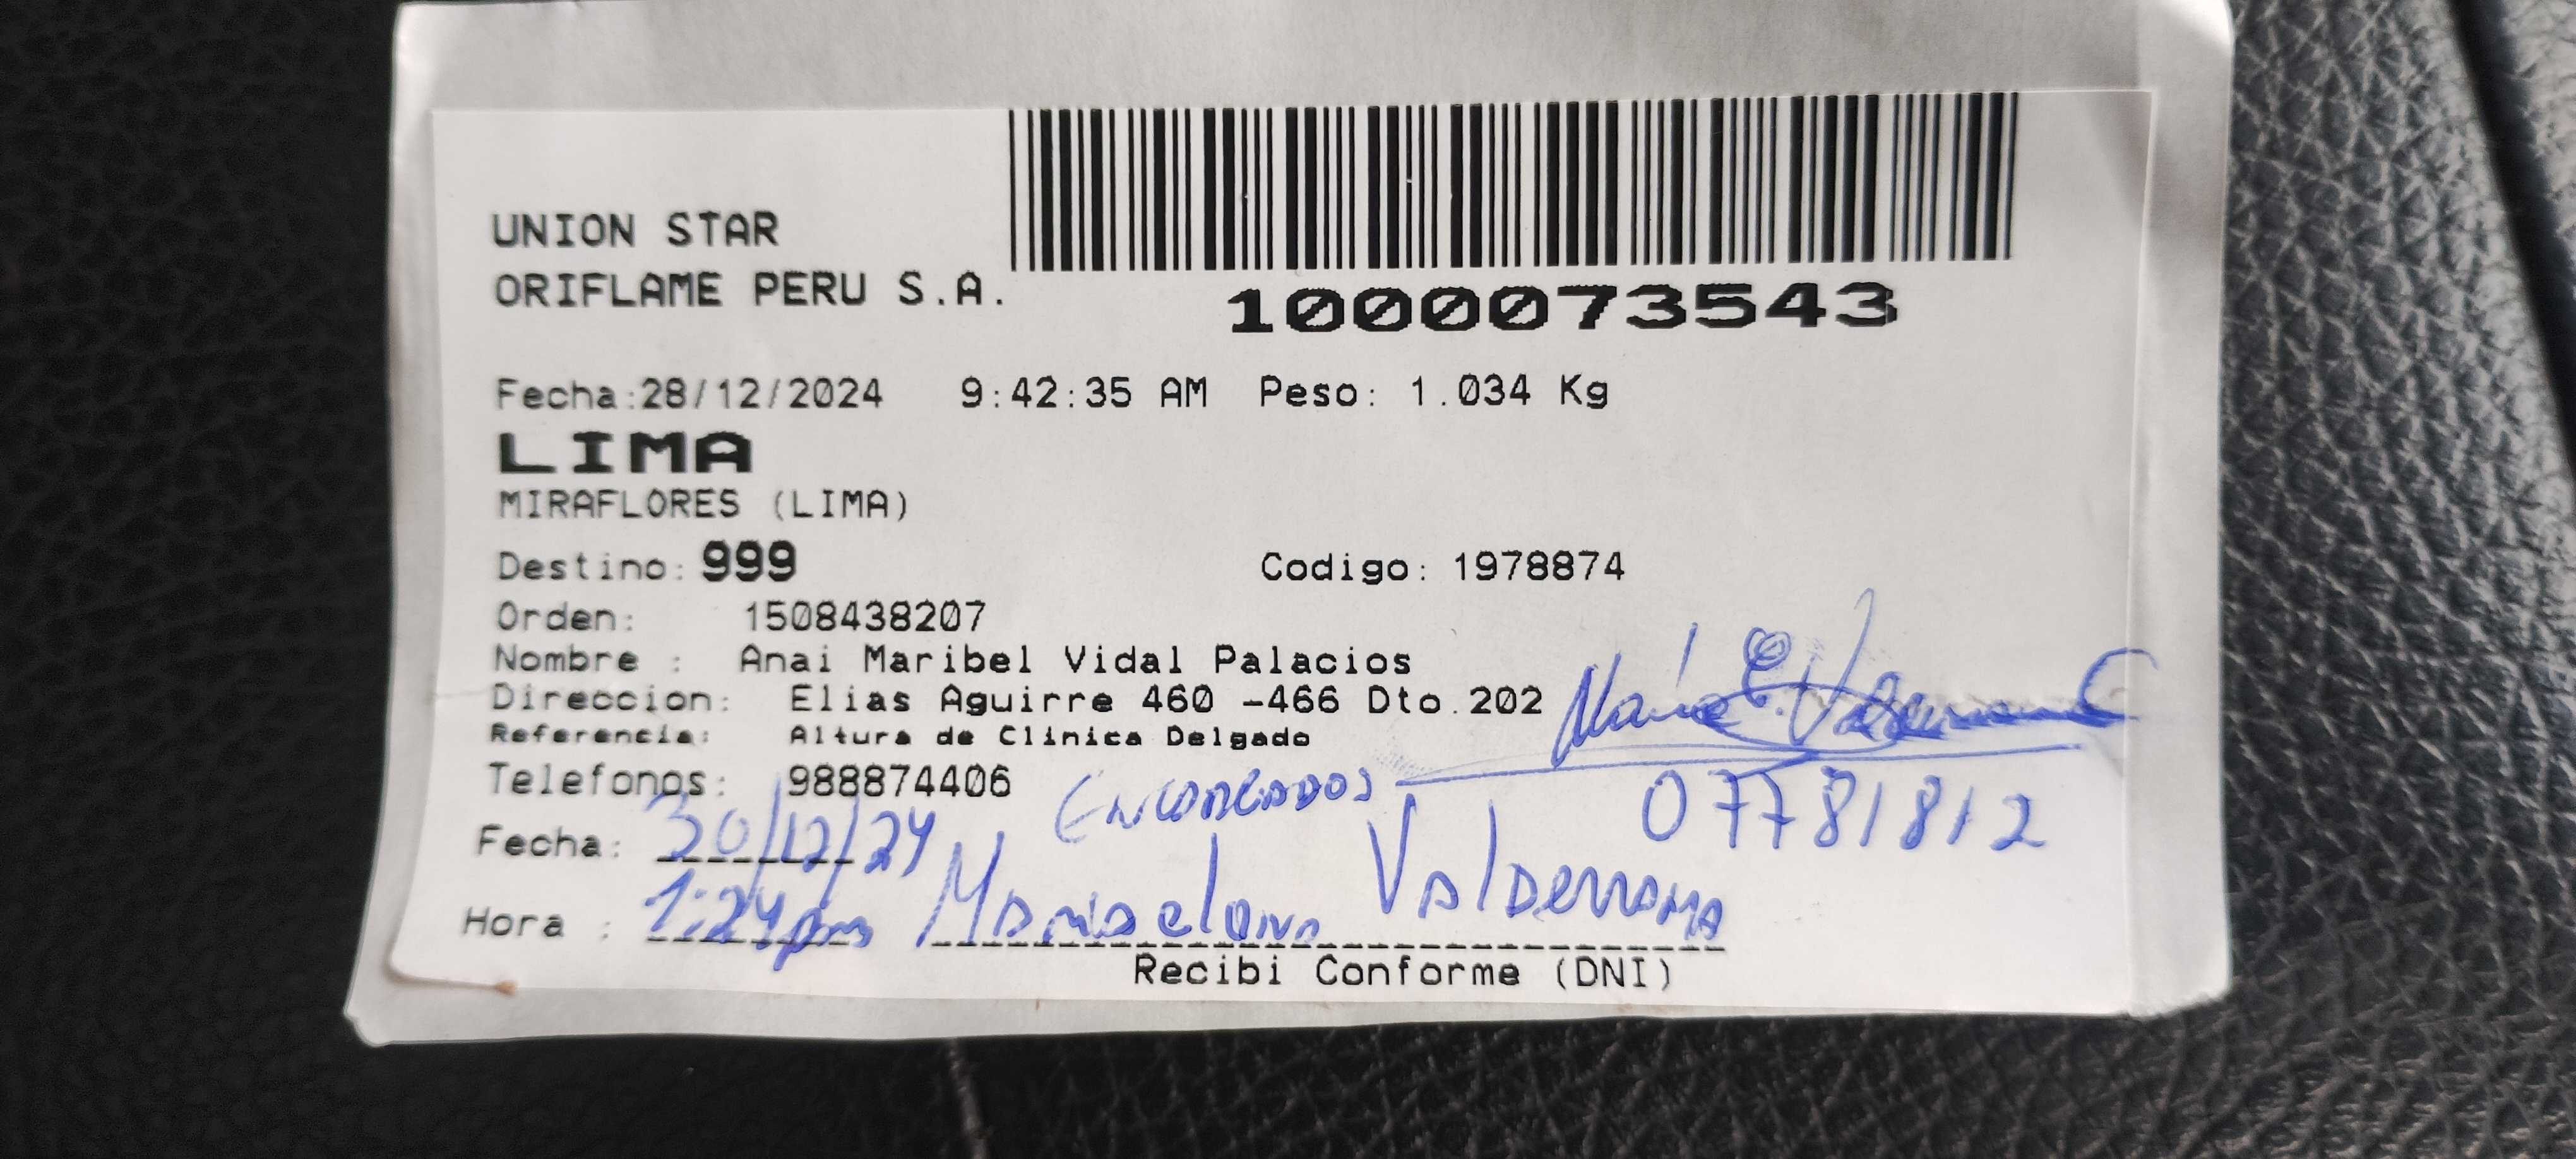 UNION STAR
ORIFLAME PERU S.A.
1000073543
Fecha:28/12/2024 9:42:35 AM Peso: 1.034 Kg
LIMA
MIRAFLORES (LIMA)
Destino: 999 Codigo: 1978874
Orden: 1508438207
Nombre : Anai Maribel Vidal Palacios
Direccion: Elias Aguirre 460 -466 Dto.202
Referencia: Altura de Clinica Delgado
Telefonos: 988874406
07781812
Fecha: 30/12/24
Hora : 1:24pm Valderrama
Recibi Conforme (DNI)